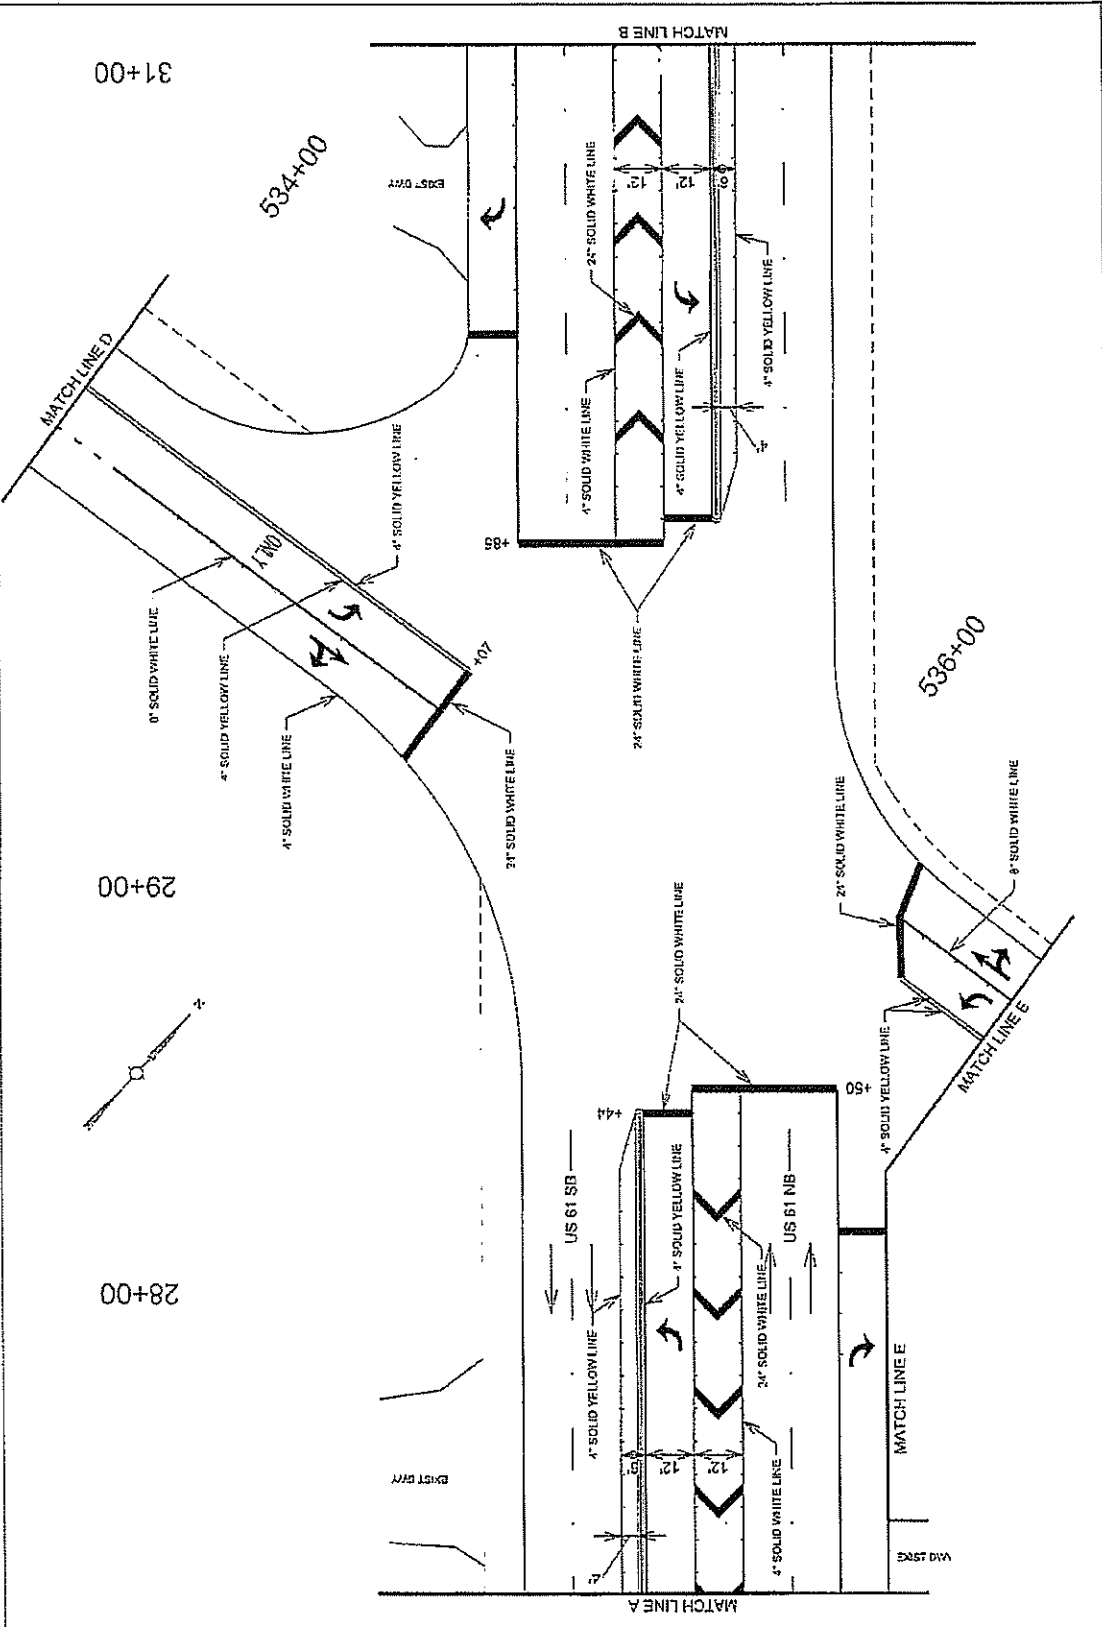 MATCH LINE B
31+00
534+00
EXIST DWY
24" SOLID WHITE LINE
12'
12'
4" SOLID YELLOW LINE
MATCH LINE D
4" SOLID WHITE LINE
4" SOLID YELLOW LINE
4"
4" SOLID YELLOW LINE
ONLY
+85
8" SOLID WHITE LINE
4" SOLID YELLOW LINE
4" SOLID WHITE LINE
+07
24" SOLID WHITE LINE
24" SOLID WHITE LINE
536+00
29+00
24" SOLID WHITE LINE
8" SOLID WHITE LINE
24" SOLID WHITE LINE
4" SOLID YELLOW LINE
MATCH LINE E
+50
+44
US 61 SB
4" SOLID YELLOW LINE
US 61 NB
28+00
4" SOLID YELLOW LINE
24" SOLID WHITE LINE
MATCH LINE E
12'
12'
4" SOLID WHITE LINE
EXIST DWY
EXIST DWY
MATCH LINE A